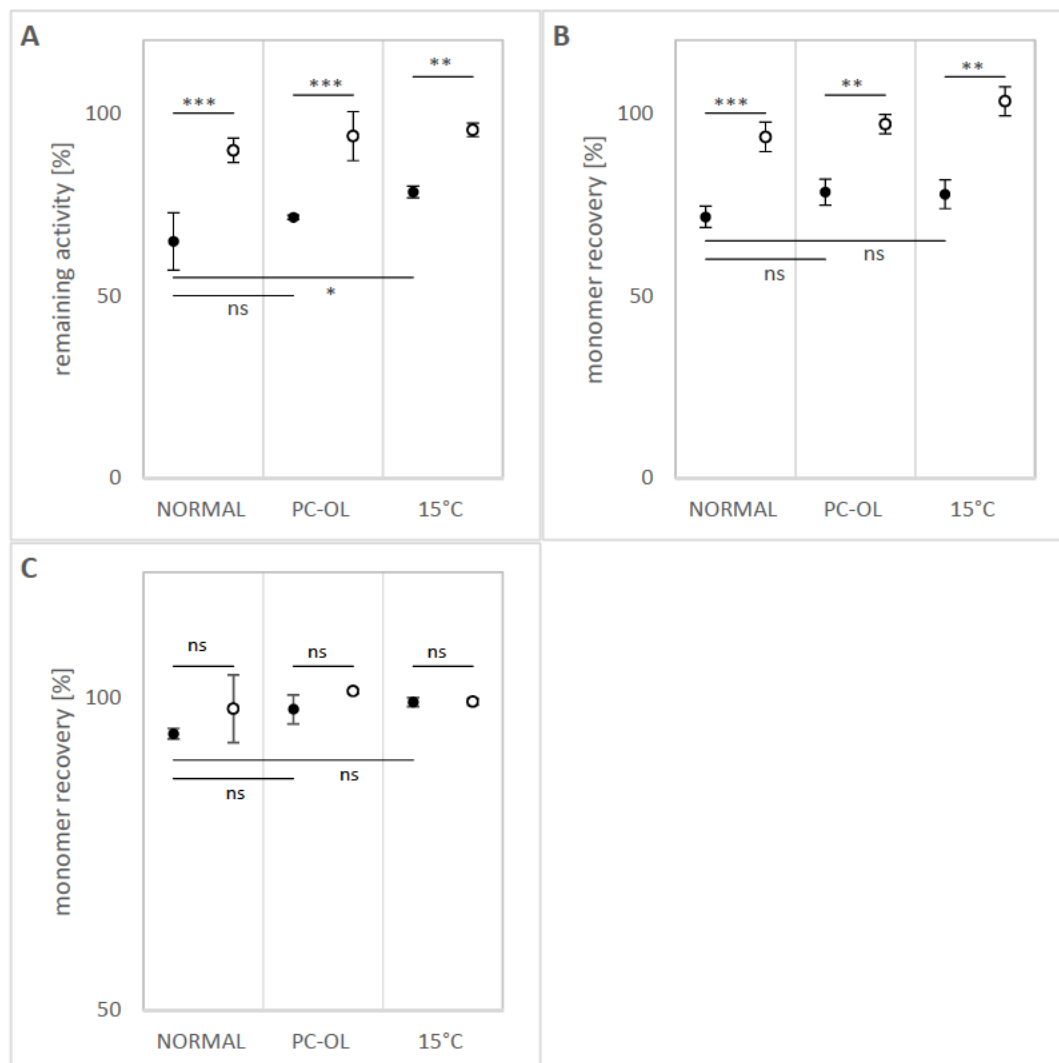 A
remaining activity [%]
100
50
0
***
***
**
*
ns
NORMAL PC-OL 15°C
B
monomer recovery [%]
100
50
0
***
**
**
ns
ns
NORMAL PC-OL 15°C
C
monomer recovery [%]
100
50
ns
ns
ns
ns
ns
NORMAL PC-OL 15°C